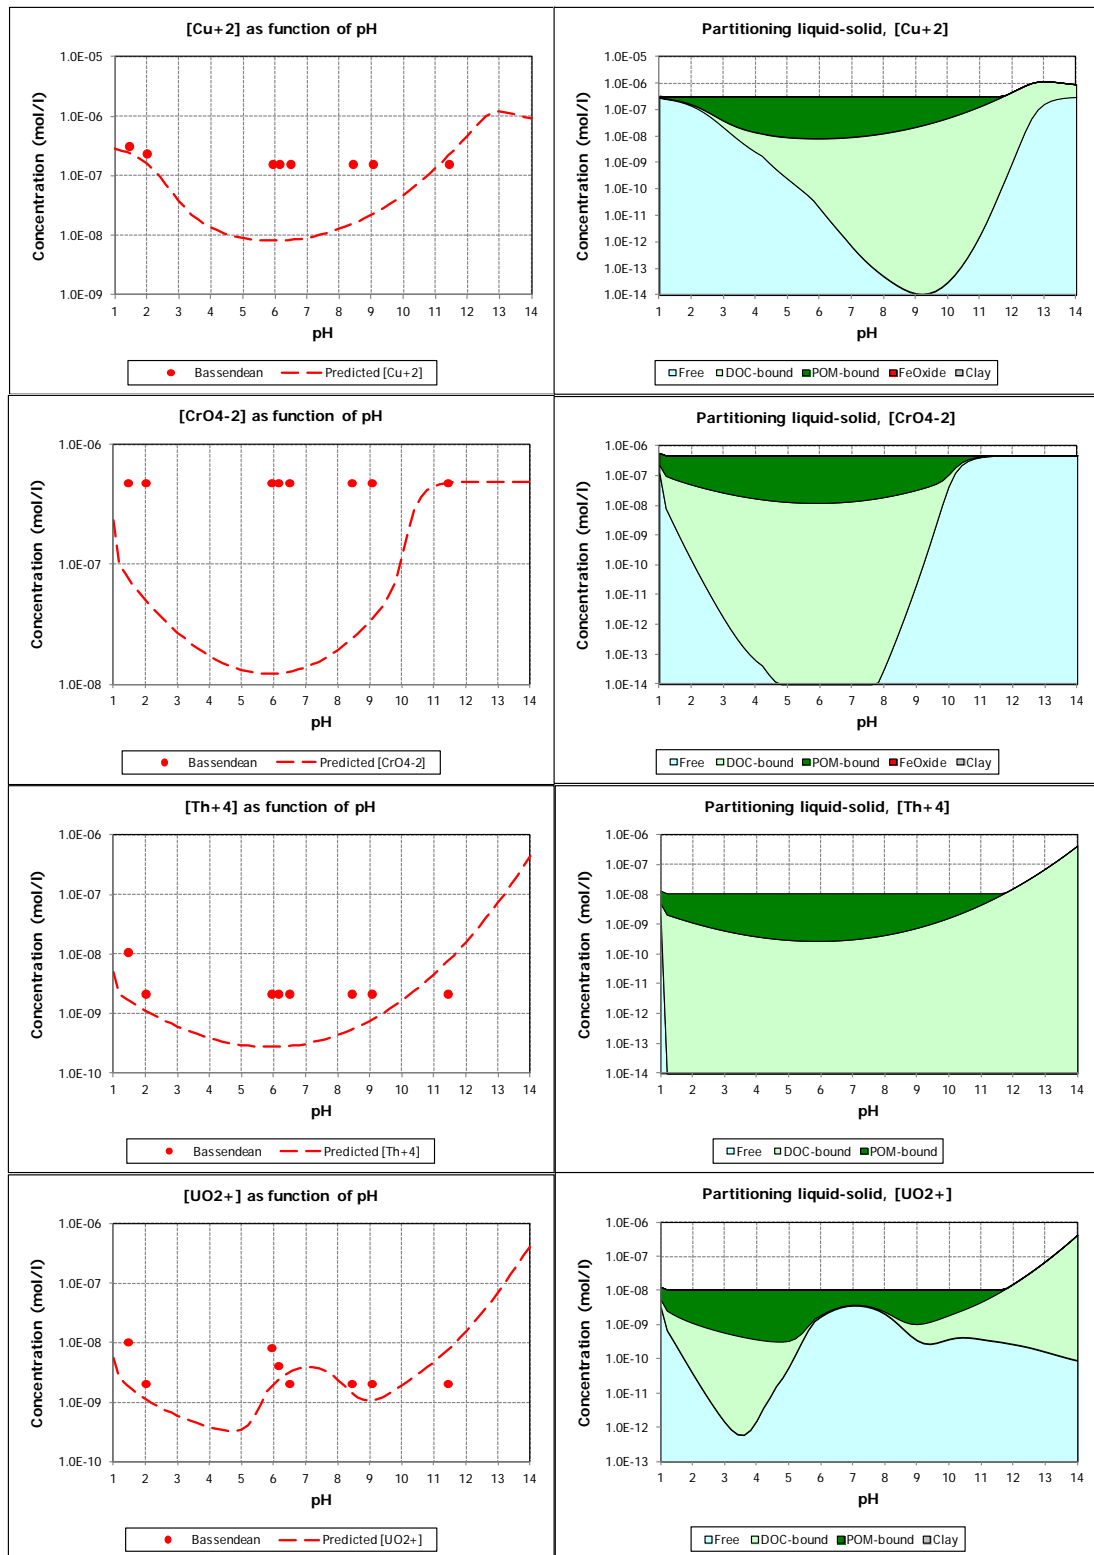 [Cu+2] as function of pH
Concentration (mol/l)
1.0E-05
1.0E-06
1.0E-07
1.0E-08
1.0E-09
1 2 3 4 5 6 7 8 9 10 11 12 13 14
pH
Bassendean Predicted [Cu+2]
Partitioning liquid-solid, [Cu+2]
Concentration (mol/l)
1.0E-05
1.0E-06
1.0E-07
1.0E-08
1.0E-09
1.0E-10
1.0E-11
1.0E-12
1.0E-13
1.0E-14
1 2 3 4 5 6 7 8 9 10 11 12 13 14
pH
Free DOC-bound POM-bound FeOxide Clay
[CrO4-2] as function of pH
Concentration (mol/l)
1.0E-06
1.0E-07
1.0E-08
1 2 3 4 5 6 7 8 9 10 11 12 13 14
pH
Bassendean Predicted [CrO4-2]
Partitioning liquid-solid, [CrO4-2]
Concentration (mol/l)
1.0E-06
1.0E-07
1.0E-08
1.0E-09
1.0E-10
1.0E-11
1.0E-12
1.0E-13
1.0E-14
1 2 3 4 5 6 7 8 9 10 11 12 13 14
pH
Free DOC-bound POM-bound FeOxide Clay
[Th+4] as function of pH
Concentration (mol/l)
1.0E-06
1.0E-07
1.0E-08
1.0E-09
1.0E-10
1 2 3 4 5 6 7 8 9 10 11 12 13 14
pH
Bassendean Predicted [Th+4]
Partitioning liquid-solid, [Th+4]
Concentration (mol/l)
1.0E-06
1.0E-07
1.0E-08
1.0E-09
1.0E-10
1.0E-11
1.0E-12
1.0E-13
1.0E-14
1 2 3 4 5 6 7 8 9 10 11 12 13 14
pH
Free DOC-bound POM-bound
[UO2+] as function of pH
Concentration (mol/l)
1.0E-06
1.0E-07
1.0E-08
1.0E-09
1.0E-10
1 2 3 4 5 6 7 8 9 10 11 12 13 14
pH
Bassendean Predicted [UO2+]
Partitioning liquid-solid, [UO2+]
Concentration (mol/l)
1.0E-06
1.0E-07
1.0E-08
1.0E-09
1.0E-10
1.0E-11
1.0E-12
1.0E-13
1 2 3 4 5 6 7 8 9 10 11 12 13 14
pH
Free DOC-bound POM-bound Clay